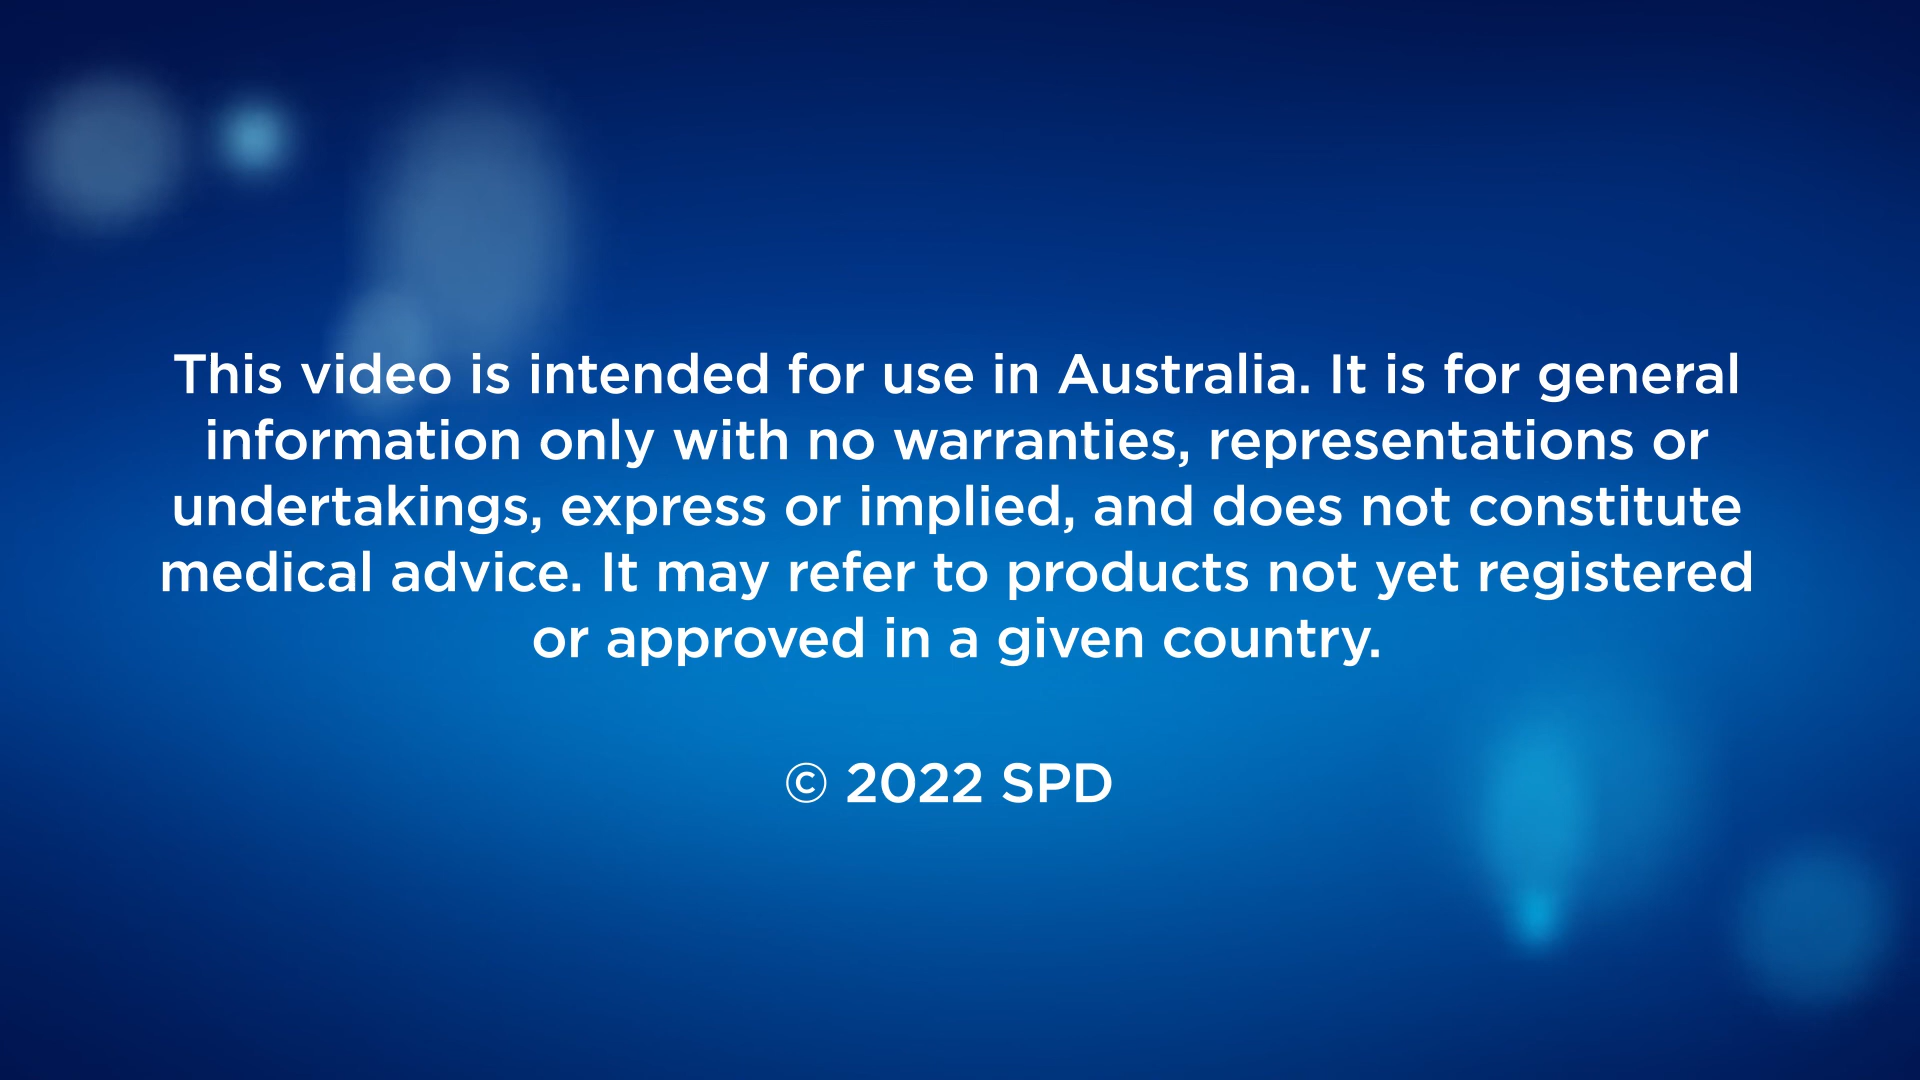 This video is intended for use in Australia. It is for general
information only with no warranties, representations or
undertakings, express or implied, and does not constitute
medical advice. It may refer to products not yet registered
or approved in a given country.
© 2022 SPD